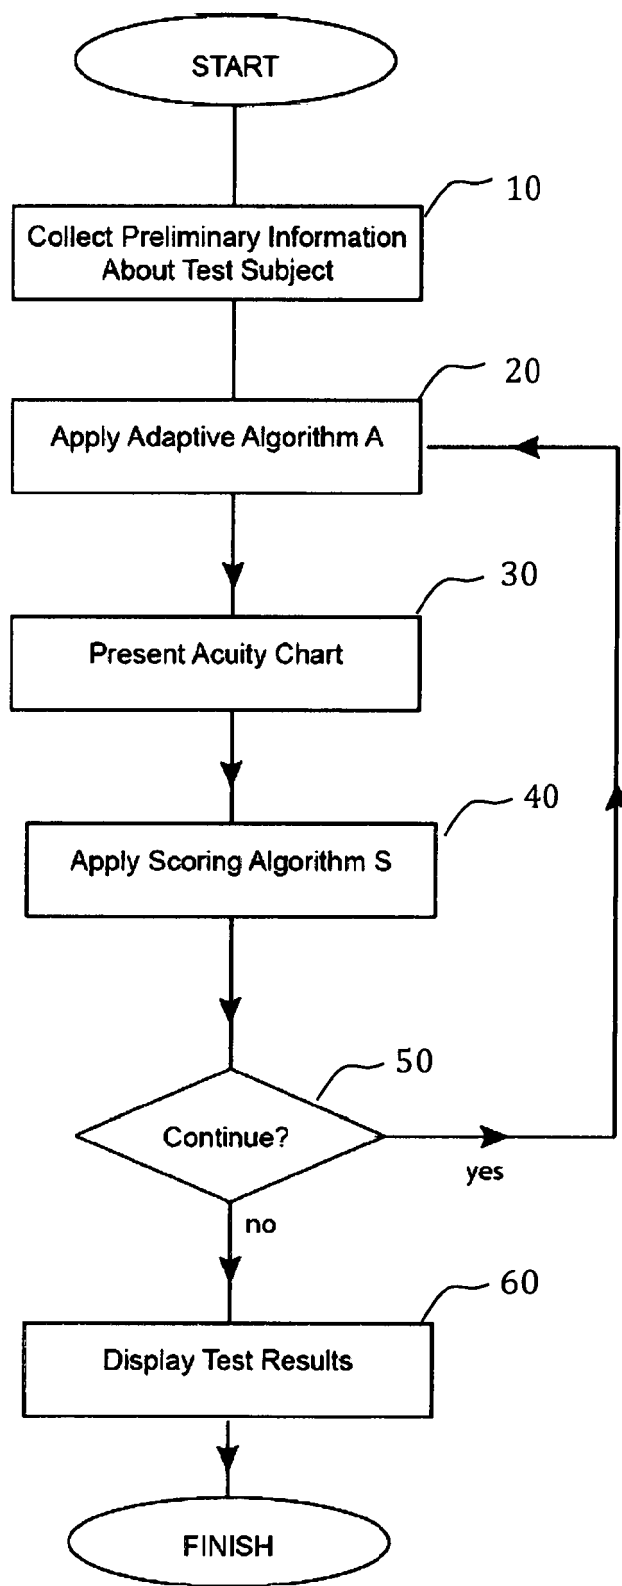 START
10
Collect Preliminary Information
About Test Subject
20
Apply Adaptive Algorithm A
30
Present Acuity Chart
40
Apply Scoring Algorithm S
50
Continue?
yes
no
60
Display Test Results
FINISH